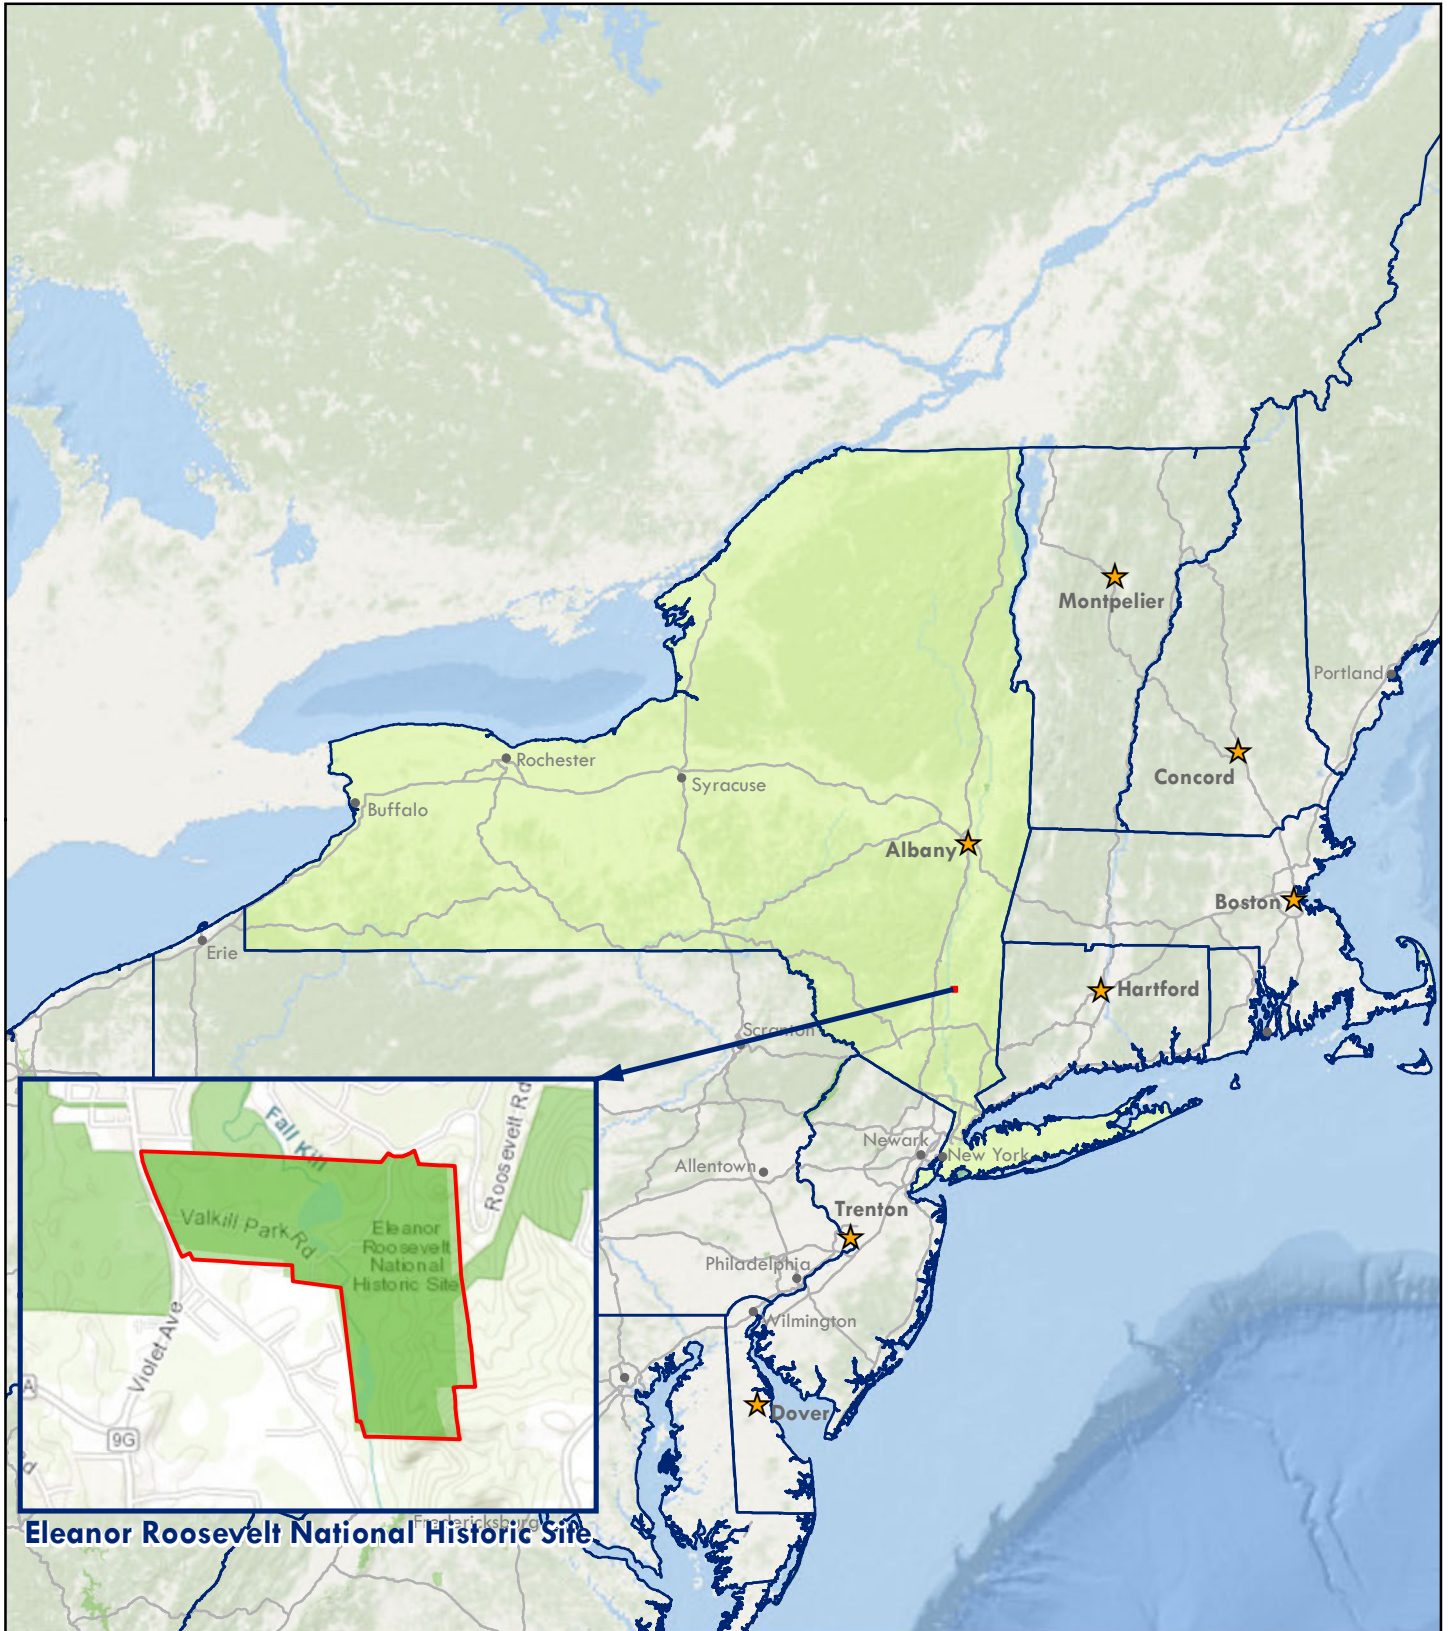 Montpelier
Portland
Rochester
Concord
Syracuse
Buffalo
Albany
Boston
Erie
Hartford
Scranton
Newark
New York
Allentown
Trenton
Philadelphia
Wilmington
Dover
Fall Kill
Roosevelt Rd
Valkill Park Rd
Eleanor
Roosevelt
National
Historic Site
Violet Ave
A
9G
Fredericksburg
Eleanor Roosevelt National Historic Site